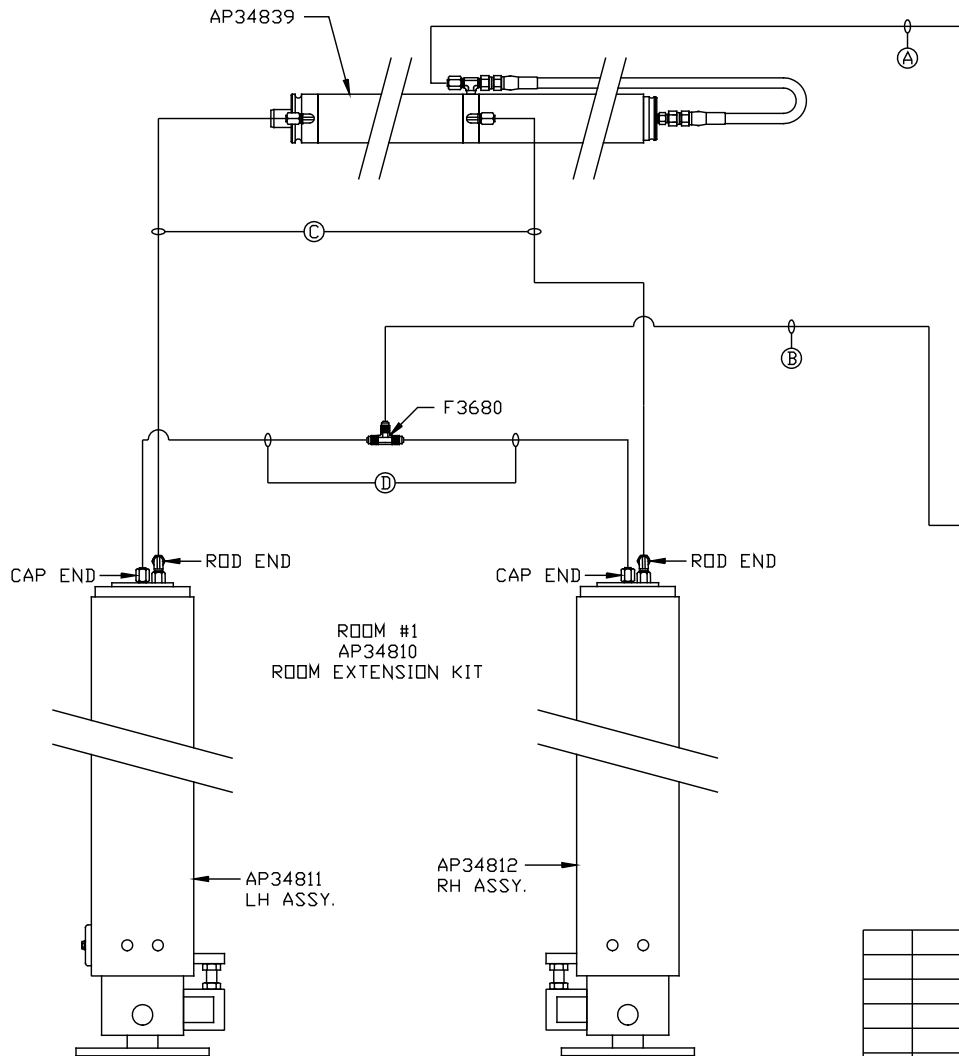 AP34839
A
C
B
F3680
D
ROD END
CAP END
ROD END
CAP END
ROOM #1
AP34810
ROOM EXTENSION KIT
AP34811
LH ASSY.
AP34812
RH ASSY.